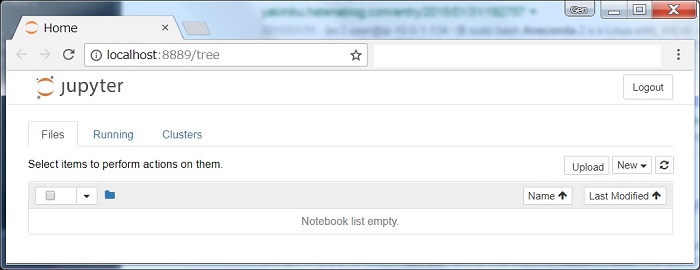 Home
Gen
localhost:8889/tree
jupyter
Logout
Files Running Clusters
Select items to perform actions on them.
Upload New
Name Last Modified
Notebook list empty.